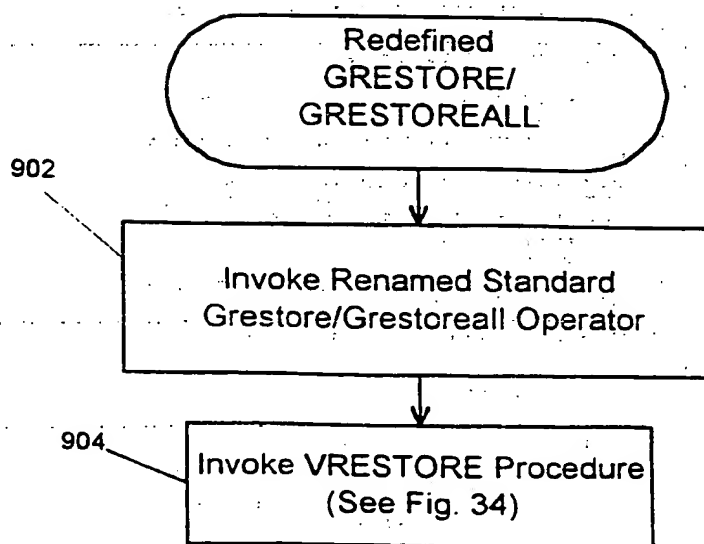 Redefined
GRESTORE/
GRESTOREALL
902
Invoke Renamed Standard
Grestore/Grestoreall Operator
904
Invoke VRESTORE Procedure
(See Fig. 34)